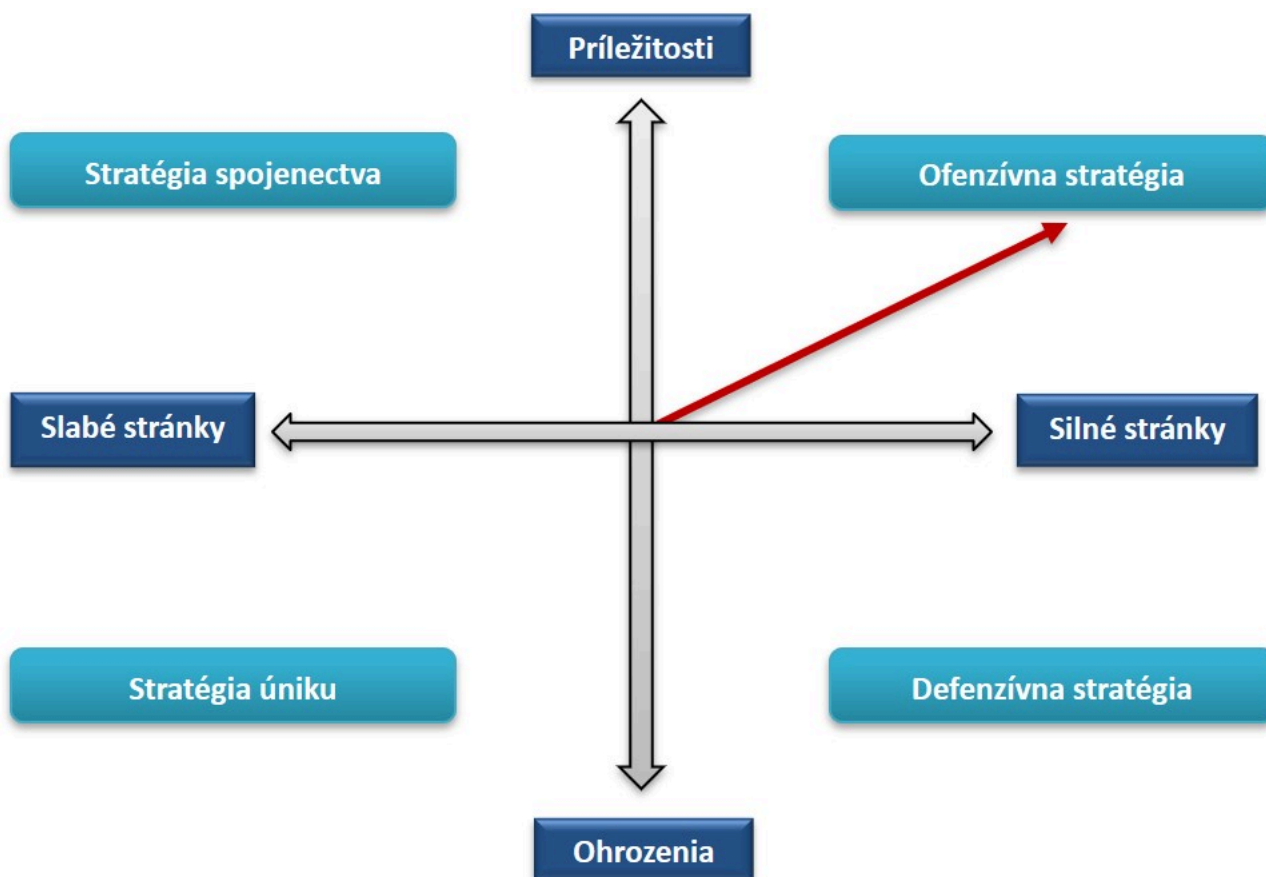 Príležitosti
Stratégia spojenectva
Ofenzívna stratégia
Slabé stránky
Silné stránky
Stratégia úniku
Defenzívna stratégia
Ohrozenia